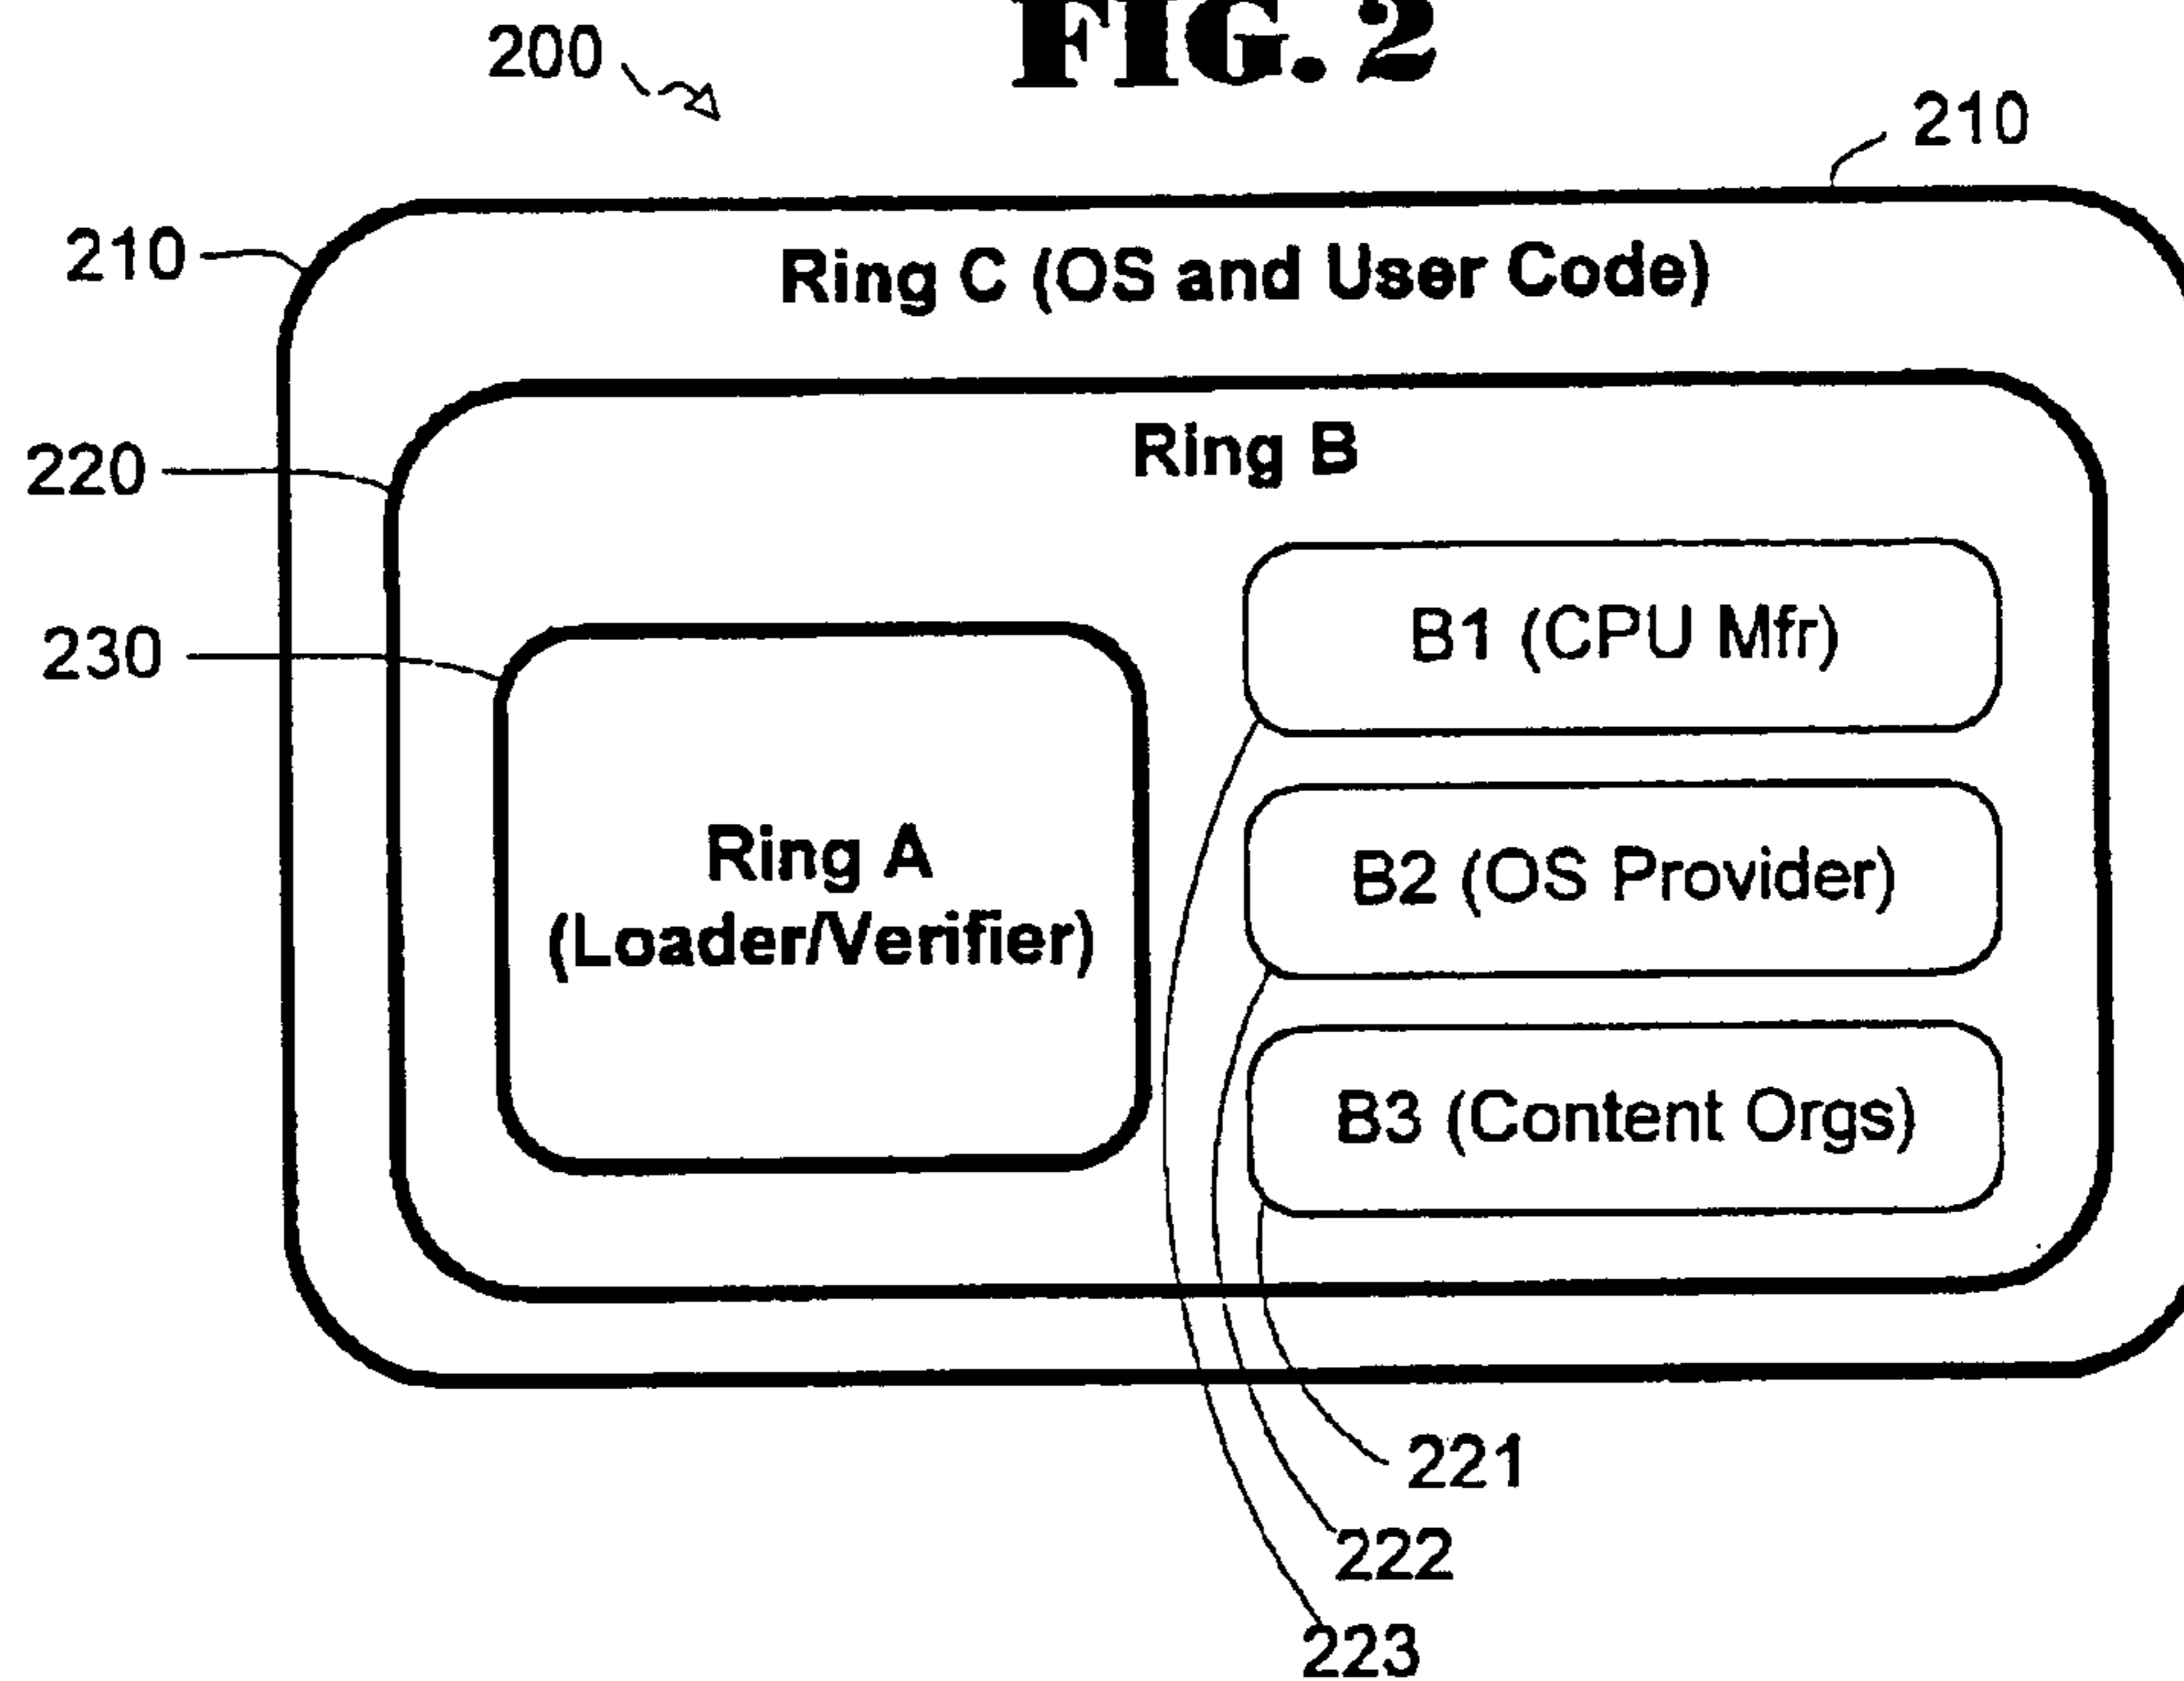 FIG. 2
200
210
210
Ring C (OS and User Code)
220
Ring B
230
B1 (CPU Mfr)
Ring A
(Loader/Verifier)
B2 (OS Provider)
B3 (Content Orgs)
221
222
223